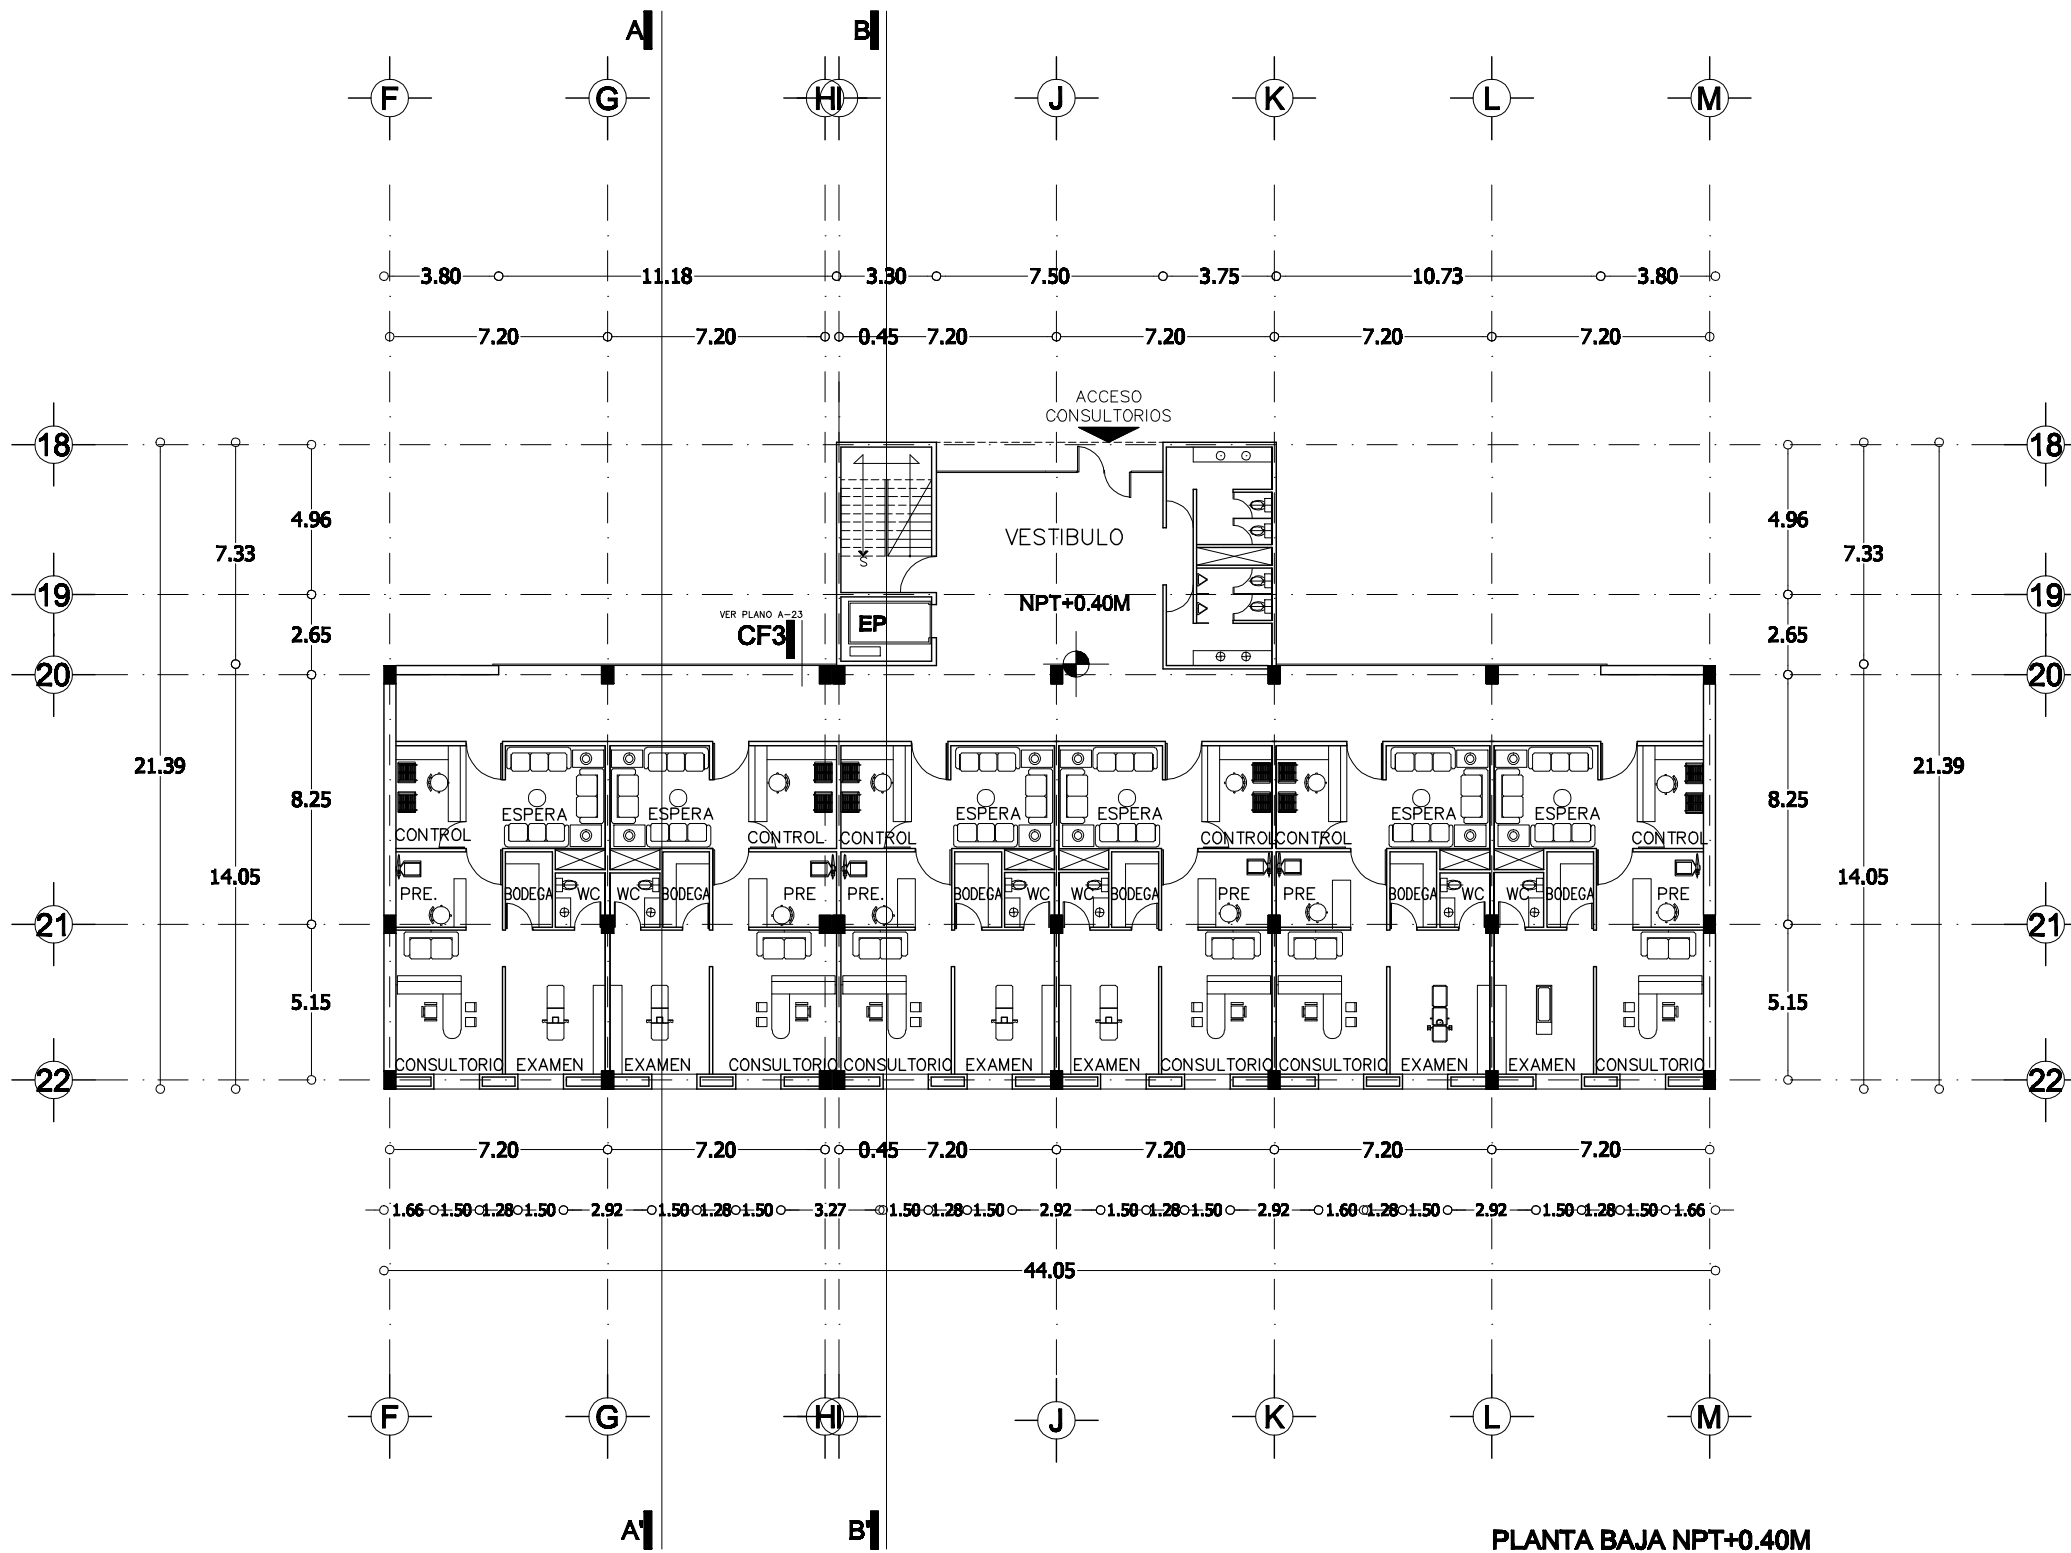 A B
F G H I J K L M
3.80 11.18 3.30 7.50 3.75 10.73 3.80
7.20 7.20 0.45 7.20 7.20 7.20 7.20
ACCESO
CONSULTORIOS
18 18
4.96 4.96
7.33 VESTIBULO 7.33
S
19 NPT+0.40M 19
VER PLANO A-23
CF3 EP
2.65 2.65
20 20
21.39 21.39
8.25 8.25
ESPERA ESPERA ESPERA ESPERA ESPERA ESPERA
CONTROL CONTROL CONTROL CONTROL CONTROL CONTROL
14.05 14.05
PRE. BODEGA WC WC BODEGA PRE PRE. BODEGA WC WC BODEGA PRE PRE. BODEGA WC WC BODEGA PRE
21 21
5.15 5.15
CONSULTORIO EXAMEN EXAMEN CONSULTORIO CONSULTORIO EXAMEN EXAMEN CONSULTORIO CONSULTORIO EXAMEN EXAMEN CONSULTORIO
22 22
7.20 7.20 0.45 7.20 7.20 7.20 7.20
1.66 1.50 1.28 1.50 2.92 1.50 1.28 1.50 3.27 1.50 1.28 1.50 2.92 1.50 1.28 1.50 2.92 1.60 1.28 1.50 2.92 1.50 1.28 1.50 1.66
44.05
F G H I J K L M
A' B'
PLANTA BAJA NPT+0.40M